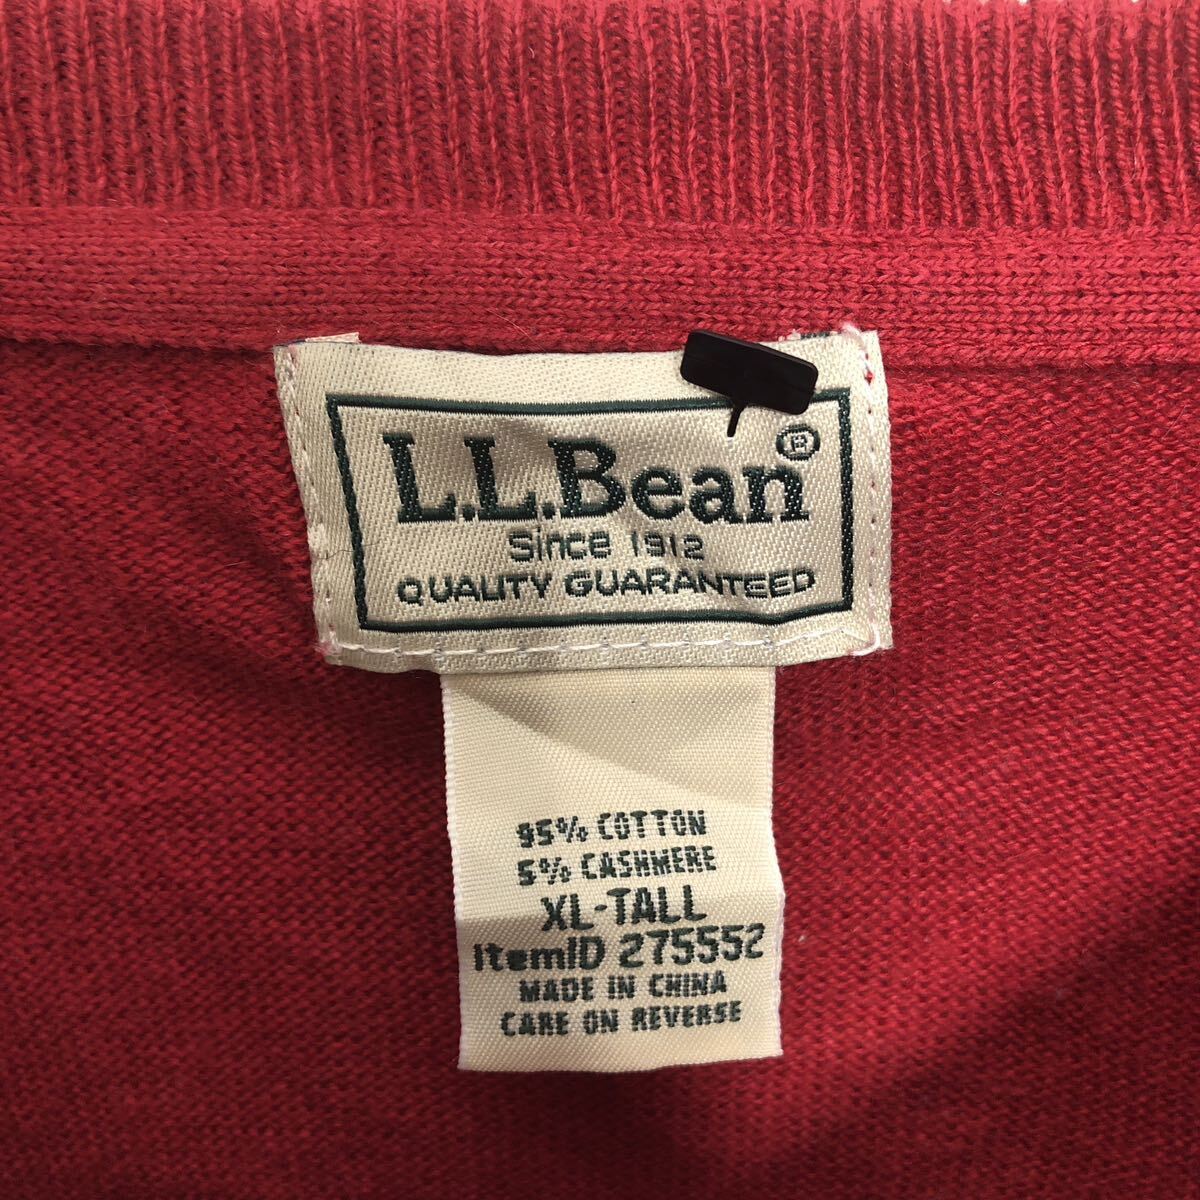 L.L.Bean®
Since 1912
QUALITY GUARANTEED
95% COTTON
5% CASHMERE
XL-TALL
ItemID 275552
MADE IN CHINA
CARE ON REVERSE